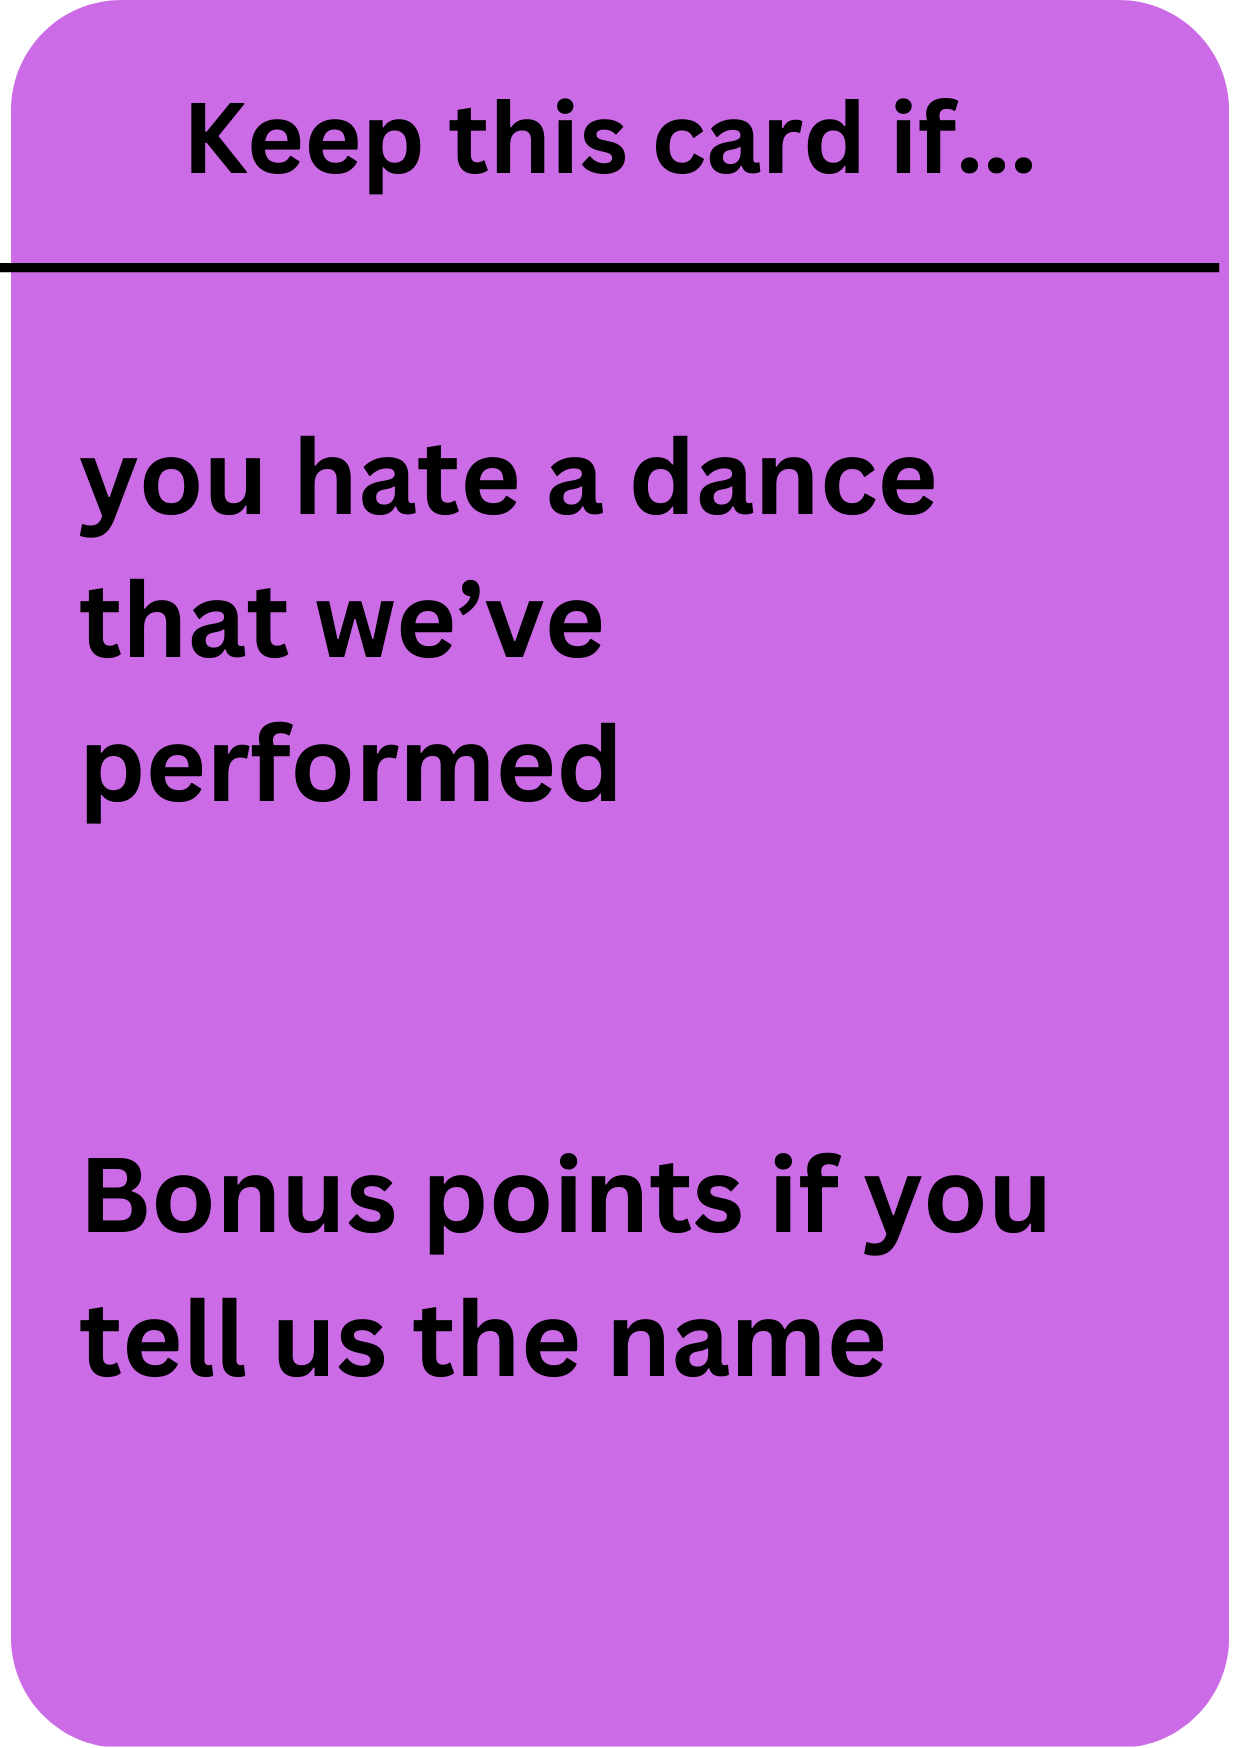 Keep this card if...
you hate a dance
that we’ve
performed
Bonus points if you
tell us the name